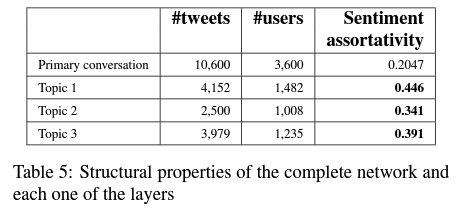 #tweets #users Sentiment
assortativity
Primary conversation 10,600 3,600 0.2047
Topic 1 4,152 1,482 0.446
Topic 2 2,500 1,008 0.341
Topic 3 3,979 1,235 0.391
Table 5: Structural properties of the complete network and
each one of the layers